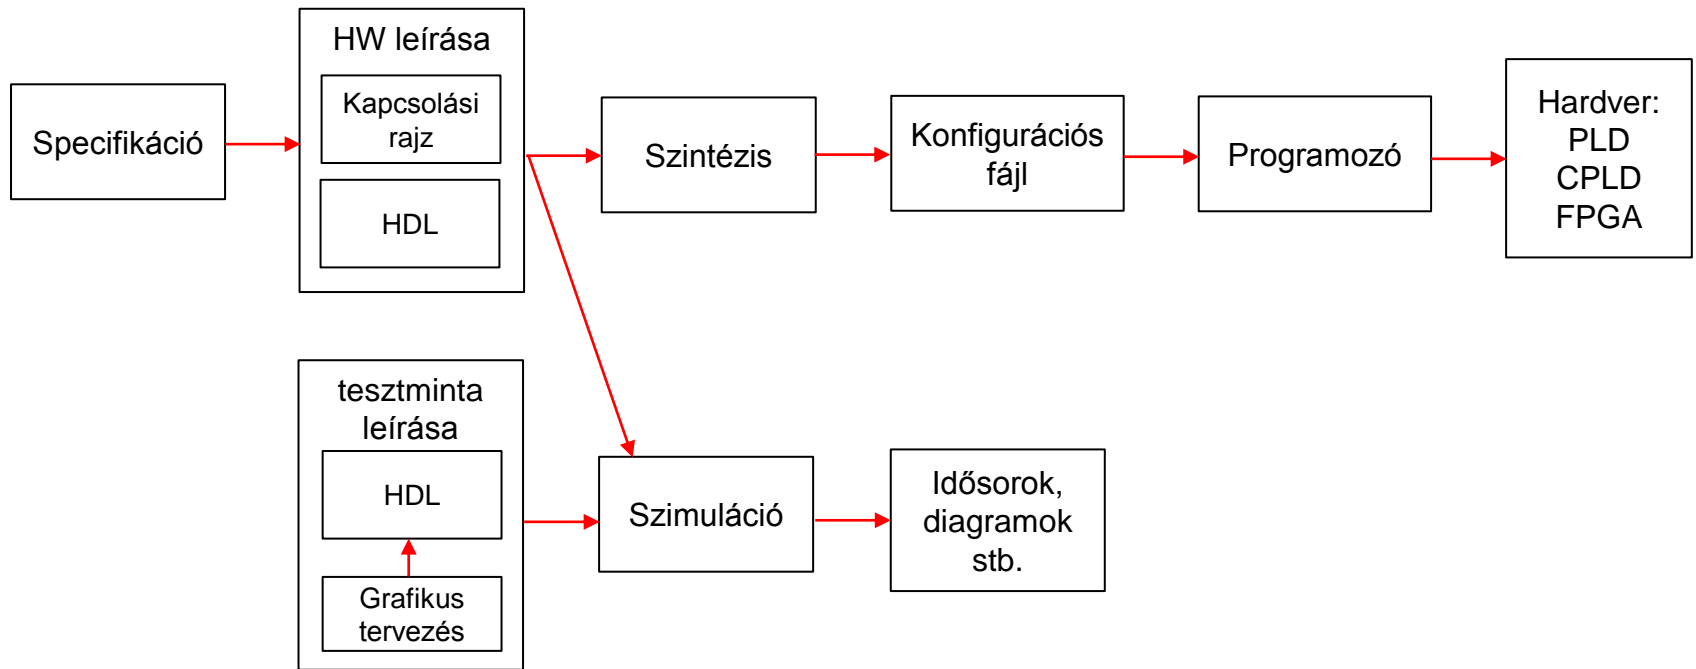 Specifikáció
HW leírása
Kapcsolási
rajz
HDL
Szintézis
Konfigurációs
fájl
Programozó
Hardver:
PLD
CPLD
FPGA
tesztminta
leírása
HDL
Grafikus
tervezés
Szimuláció
Idősorok,
diagramok
stb.